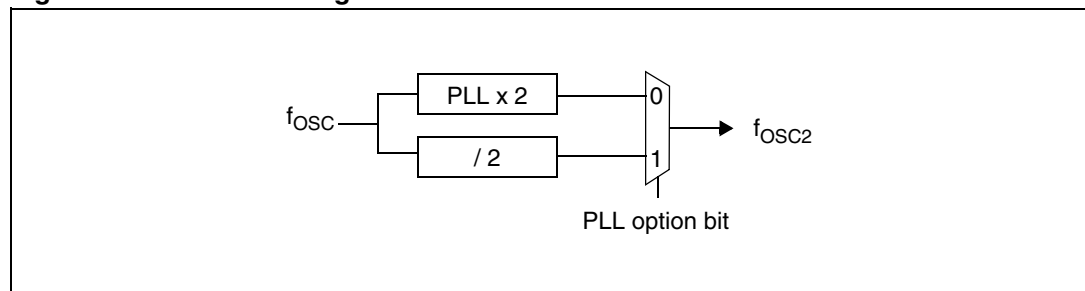 PLL x 2
0
f_OSC
f_OSC2
/ 2
1
PLL option bit